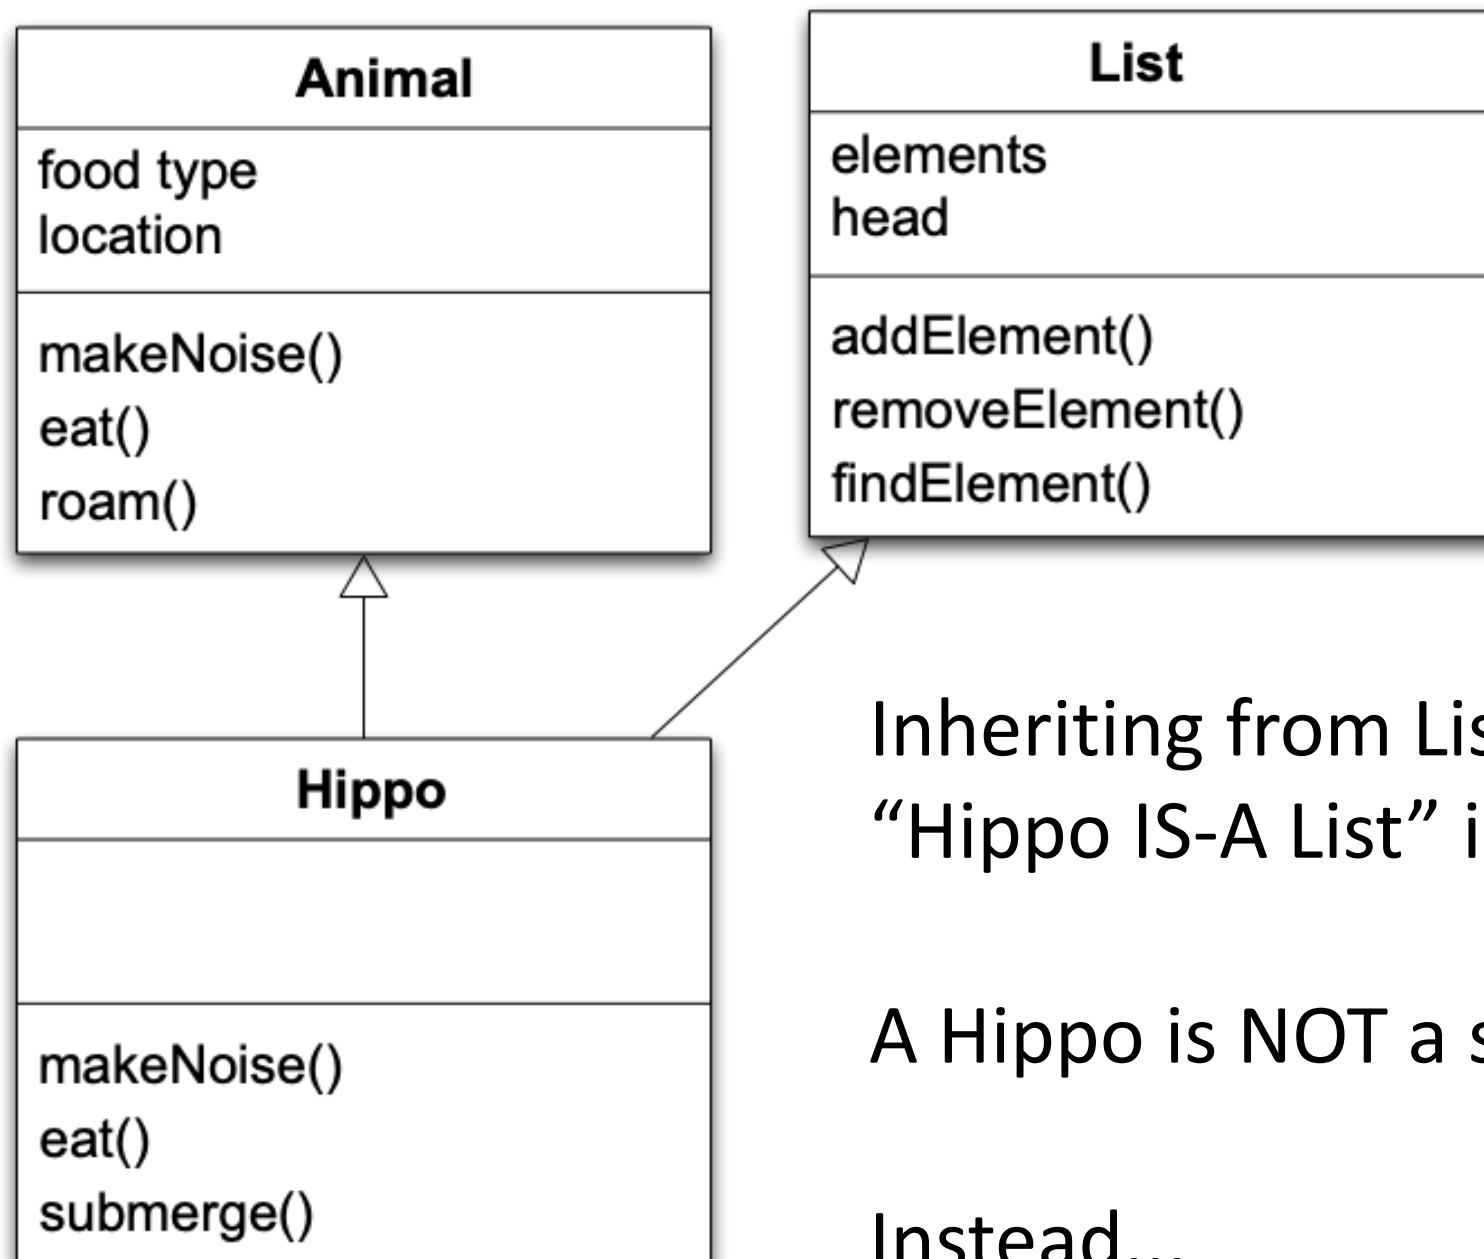 Animal
food type
location
makeNoise()
eat()
roam()
List
elements
head
addElement()
removeElement()
findElement()
Hippo
makeNoise()
eat()
submerge()
Inheriting from
“Hippo IS-A List”
A Hippo is NOT a
Instead...